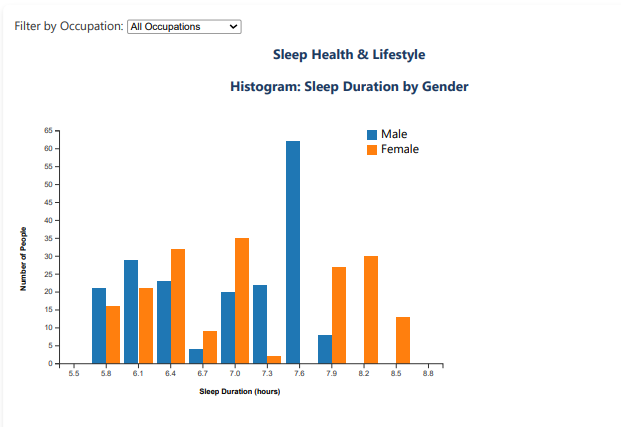 Filter by Occupation: All Occupations
Sleep Health & Lifestyle
Histogram: Sleep Duration by Gender
Male
Female
65
60
55
50
45
40
35
30
25
20
15
10
5
0
Number of People
5.5 5.8 6.1 6.4 6.7 7.0 7.3 7.6 7.9 8.2 8.5 8.8
Sleep Duration (hours)